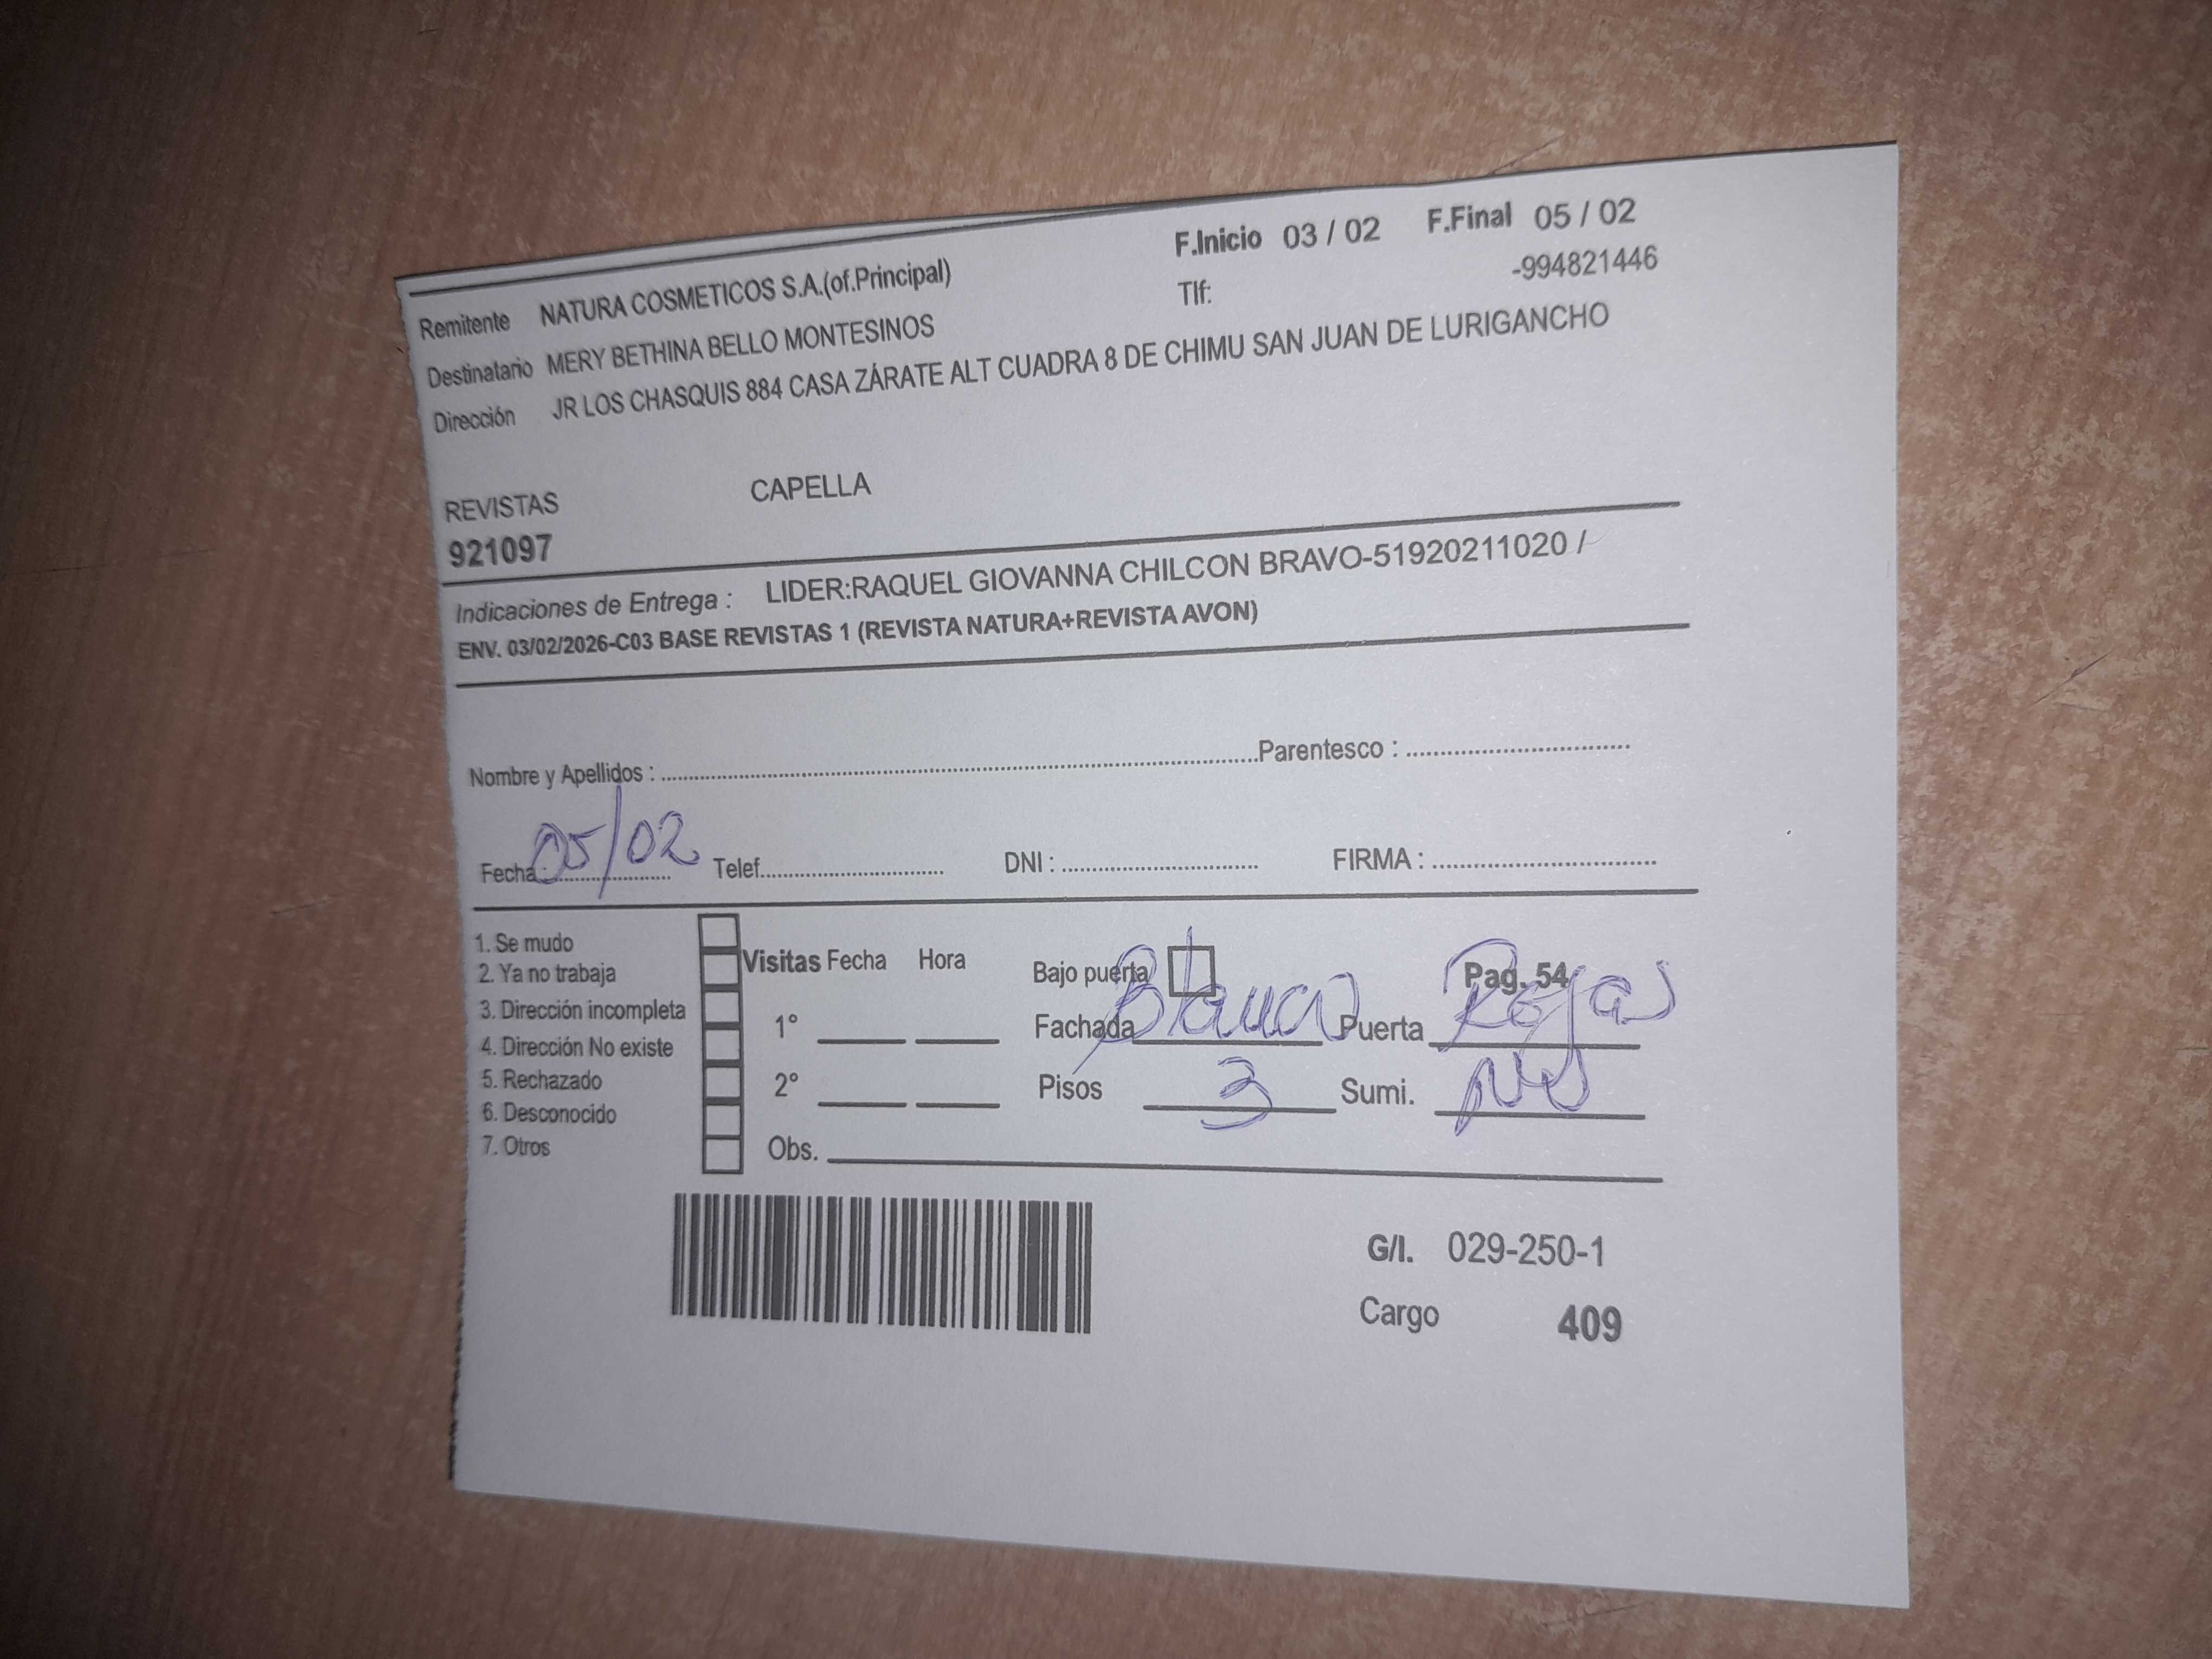 F.Inicio 03 / 02 F.Final 05 / 02
Remitente NATURA COSMETICOS S.A.(of.Principal) Tlf: -994821446
Destinatario MERY BETHINA BELLO MONTESINOS
Dirección JR LOS CHASQUIS 884 CASA ZÁRATE ALT CUADRA 8 DE CHIMU SAN JUAN DE LURIGANCHO
REVISTAS CAPELLA
921097
Indicaciones de Entrega : LIDER:RAQUEL GIOVANNA CHILCON BRAVO-51920211020 /
ENV. 03/02/2026-C03 BASE REVISTAS 1 (REVISTA NATURA+REVISTA AVON)
Nombre y Apellidos : Parentesco :
Fecha : 05/02 Telef. DNI : FIRMA :
1. Se mudo
2. Ya no trabaja
3. Dirección incompleta
4. Dirección No existe
5. Rechazado
6. Desconocido
7. Otros
Visitas Fecha Hora
1°
2°
Obs.
Bajo puerta Pag. 54
Fachada Blanca Puerta Rojas
Pisos 3 Sumi.
G/l. 029-250-1
Cargo 409